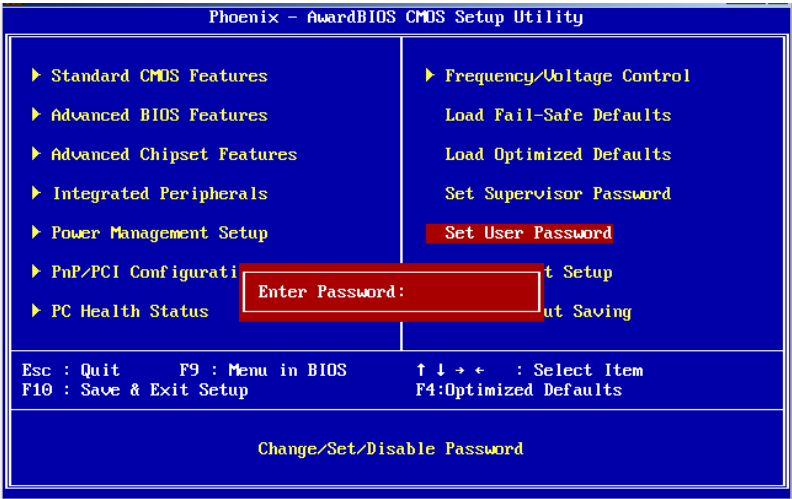 Phoenix - AwardBIOS CMOS Setup Utility
Standard CMOS Features
Advanced BIOS Features
Advanced Chipset Features
Integrated Peripherals
Power Management Setup
PnP/PCI Configurati
PC Health Status
Frequency/Voltage Control
Load Fail-Safe Defaults
Load Optimized Defaults
Set Supervisor Password
Set User Password
t Setup
ut Saving
Enter Password:
Esc : Quit F9 : Menu in BIOS ↑ ↓ → ← : Select Item
F10 : Save & Exit Setup F4:Optimized Defaults
Change/Set/Disable Password